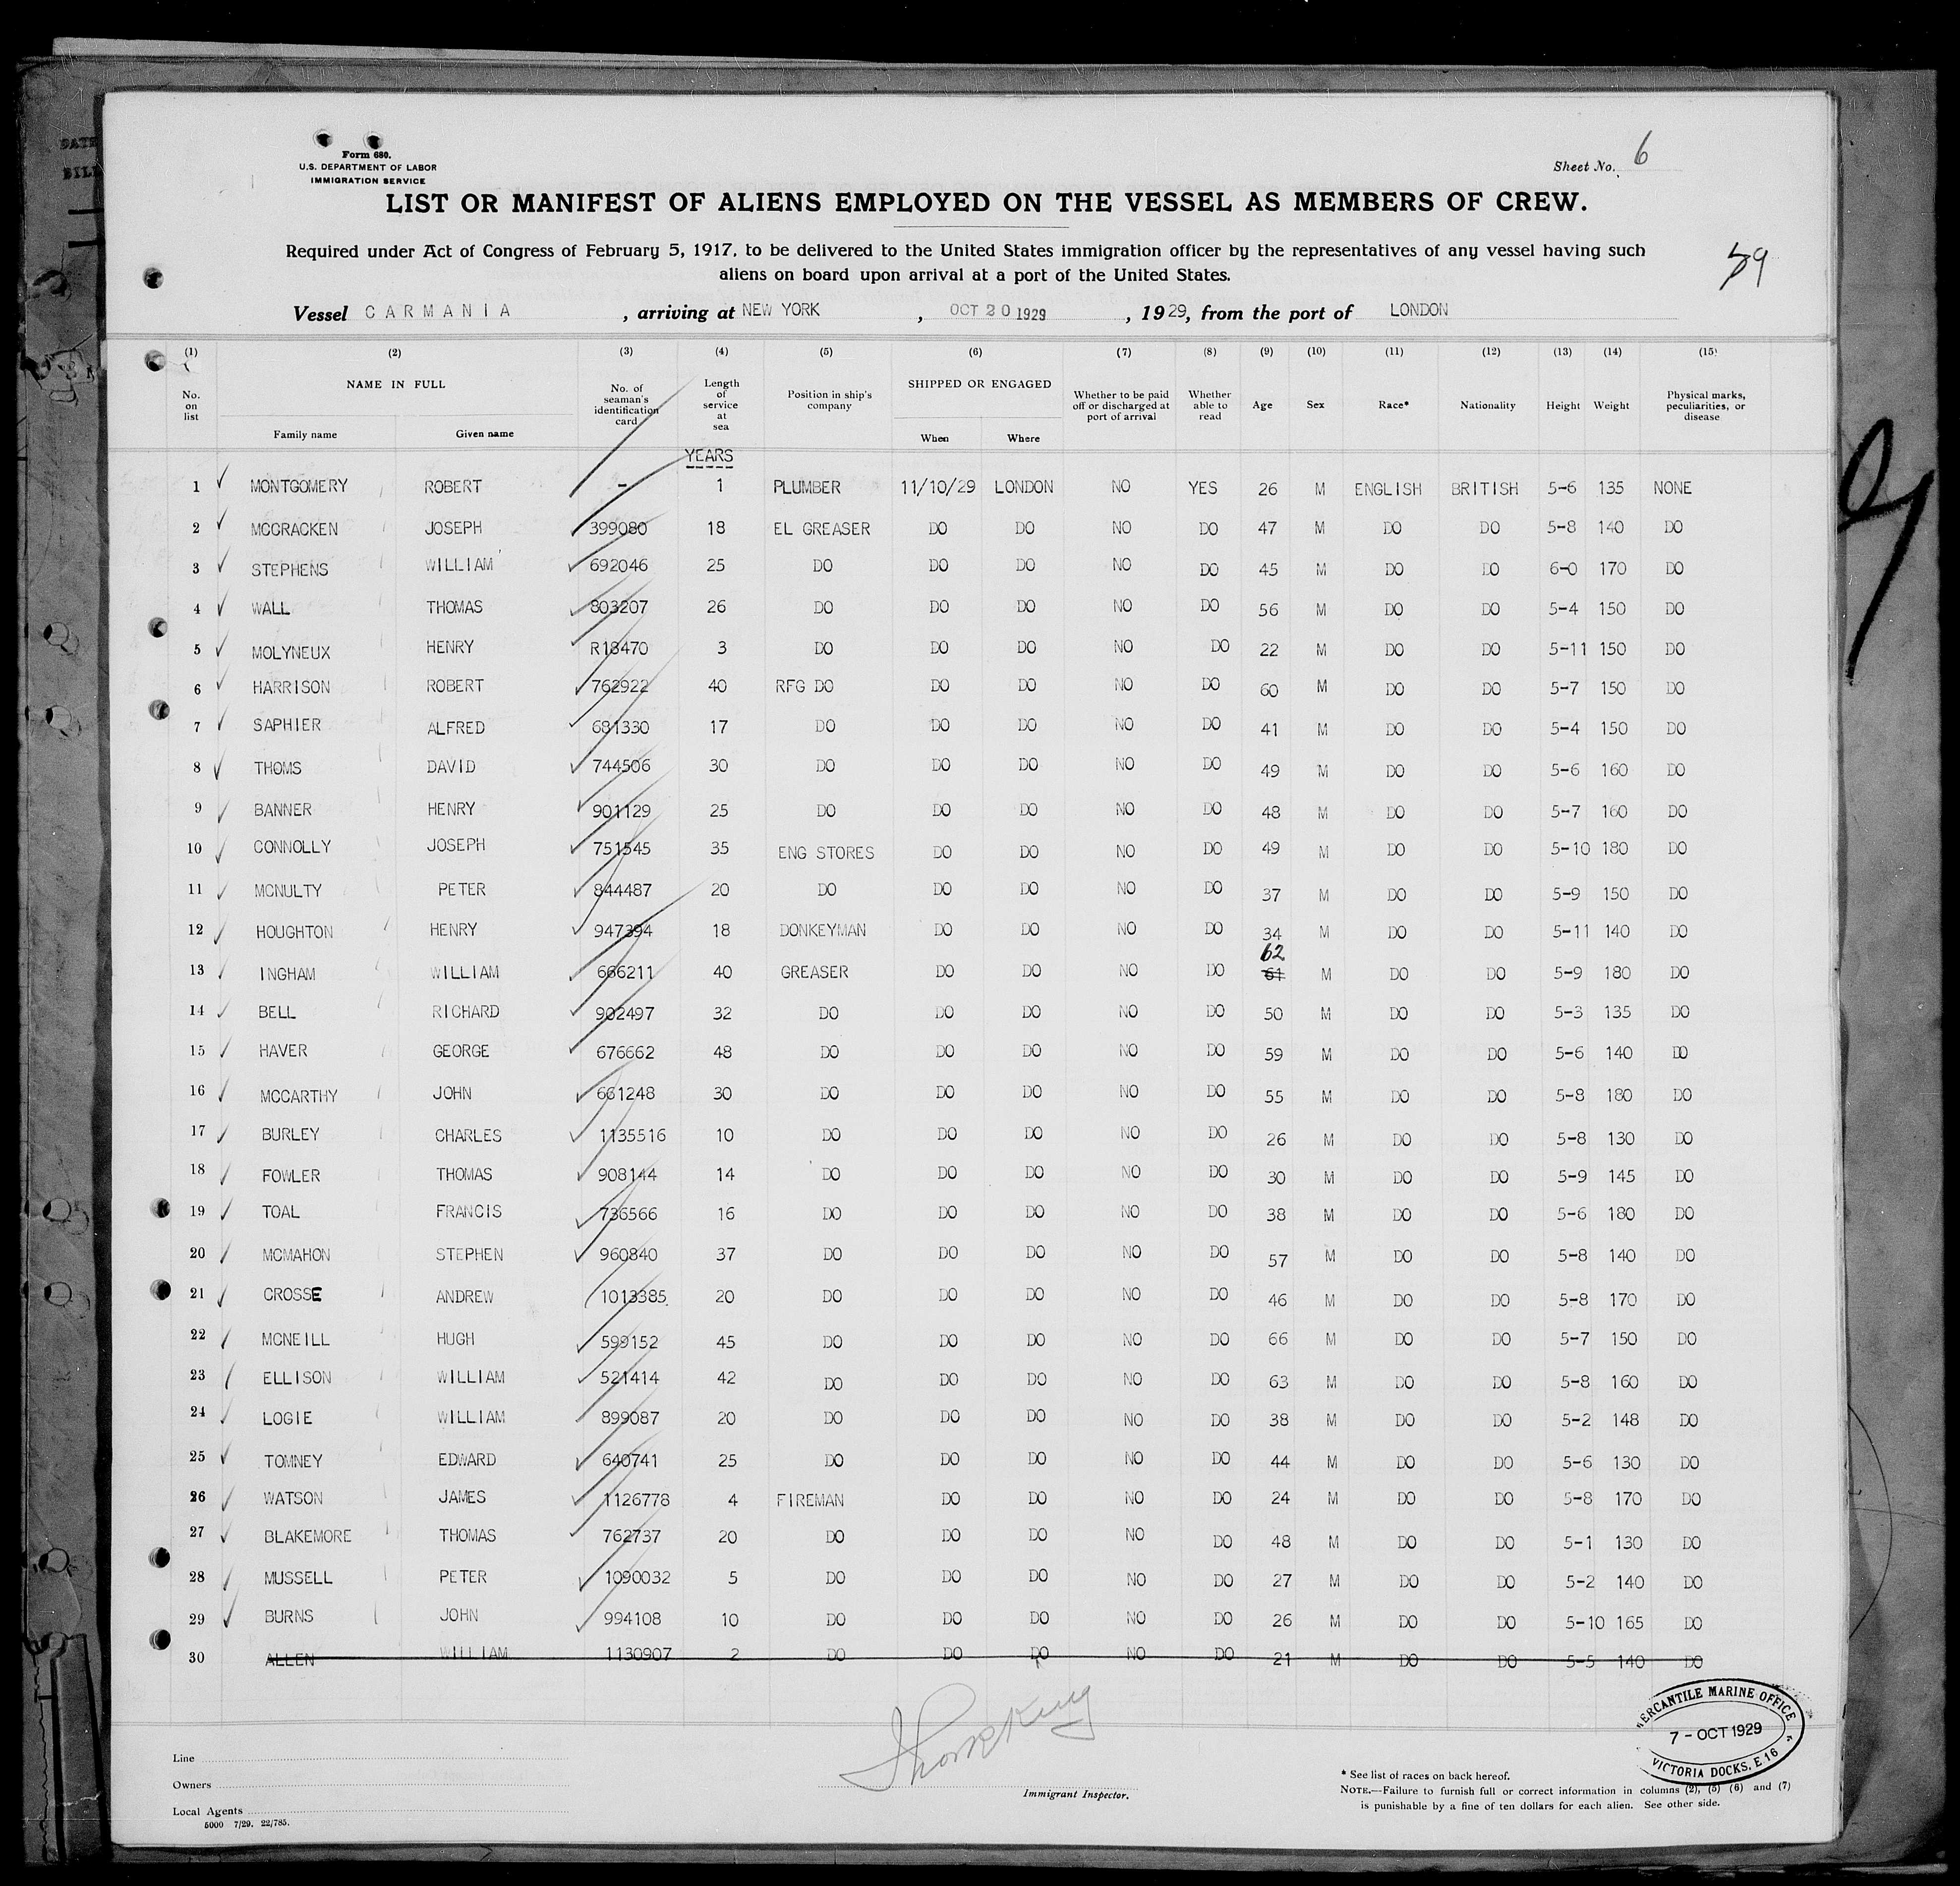 Form 680.
U.S. DEPARTMENT OF LABOR
IMMIGRATION SERVICE
Sheet No. 6
LIST OR MANIFEST OF ALIENS EMPLOYED ON THE VESSEL AS MEMBERS OF CREW.
Required under Act of Congress of February 5, 1917, to be delivered to the United States immigration officer by the representatives of any vessel having such
aliens on board upon arrival at a port of the United States.
Vessel CARMANIA, arriving at NEW YORK, OCT 20 1929, 1929, from the port of LONDON
(1) (2) (3) (4) (5) (6) (7) (8) (9) (10) (11) (12) (13) (14) (15)
No. on list NAME IN FULL Family name Given name No. of seaman's identification card Length of service at sea Position in ship's company SHIPPED OR ENGAGED When Where Whether to be paid off or discharged at port of arrival Whether able to read Age Sex Race* Nationality Height Weight Physical marks, peculiarities, or disease
YEARS
1 MONTGOMERY ROBERT - 1 PLUMBER 11/10/29 LONDON NO YES 26 M ENGLISH BRITISH 5-6 135 NONE
2 MCCRACKEN JOSEPH 399080 18 EL GREASER DO DO NO DO 47 M DO DO 5-8 140 DO
3 STEPHENS WILLIAM 692046 25 DO DO DO NO DO 45 M DO DO 6-0 170 DO
4 WALL THOMAS 803207 26 DO DO DO NO DO 56 M DO DO 5-4 150 DO
5 MOLYNEUX HENRY R18470 3 DO DO DO NO DO 22 M DO DO 5-11 150 DO
6 HARRISON ROBERT 762922 40 RFG DO DO DO NO DO 60 M DO DO 5-7 150 DO
7 SAPHIER ALFRED 681330 17 DO DO DO NO DO 41 M DO DO 5-4 150 DO
8 THOMS DAVID 744506 30 DO DO DO NO DO 49 M DO DO 5-6 160 DO
9 BANNER HENRY 901129 25 DO DO DO NO DO 48 M DO DO 5-7 160 DO
10 CONNOLLY JOSEPH 751545 35 ENG STORES DO DO NO DO 49 M DO DO 5-10 180 DO
11 MCNULTY PETER 844487 20 DO DO DO NO DO 37 M DO DO 5-9 150 DO
12 HOUGHTON HENRY 947394 18 DONKEYMAN DO DO NO DO 34 M DO DO 5-11 140 DO
62
13 INGHAM WILLIAM 666211 40 GREASER DO DO NO DO 61 M DO DO 5-9 180 DO
14 BELL RICHARD 902497 32 DO DO DO NO DO 50 M DO DO 5-3 135 DO
15 HAVER GEORGE 676662 48 DO DO DO NO DO 59 M DO DO 5-6 140 DO
16 MCCARTHY JOHN 661248 30 DO DO DO NO DO 55 M DO DO 5-8 180 DO
17 BURLEY CHARLES 1135516 10 DO DO DO NO DO 26 M DO DO 5-8 130 DO
18 FOWLER THOMAS 908144 14 DO DO DO NO DO 30 M DO DO 5-9 145 DO
19 TOAL FRANCIS 736566 16 DO DO DO NO DO 38 M DO DO 5-6 180 DO
20 MCMAHON STEPHEN 960840 37 DO DO DO NO DO 57 M DO DO 5-8 140 DO
21 CROSSE ANDREW 1013385 20 DO DO DO NO DO 46 M DO DO 5-8 170 DO
22 MCNEILL HUGH 599152 45 DO DO DO NO DO 66 M DO DO 5-7 150 DO
23 ELLISON WILLIAM 521414 42 DO DO DO NO DO 63 M DO DO 5-8 160 DO
24 LOGIE WILLIAM 899087 20 DO DO DO NO DO 38 M DO DO 5-2 148 DO
25 TOMNEY EDWARD 640741 25 DO DO DO NO DO 44 M DO DO 5-6 130 DO
26 WATSON JAMES 1126778 4 FIREMAN DO DO NO DO 24 M DO DO 5-8 170 DO
27 BLAKEMORE THOMAS 762737 20 DO DO DO NO DO 48 M DO DO 5-1 130 DO
28 MUSSELL PETER 1090032 5 DO DO DO NO DO 27 M DO DO 5-2 140 DO
29 BURNS JOHN 994108 10 DO DO DO NO DO 26 M DO DO 5-10 165 DO
30 ALLEN WILLIAM 1130907 2 DO DO DO NO DO 21 M DO DO 5-5 140 DO
MERCANTILE MARINE OFFICE
7 - OCT 1929
VICTORIA DOCKS, E.16
Line
Owners
Local Agents
5000 7/29. 22/785.
Immigrant Inspector.
* See list of races on back hereof.
NOTE.—Failure to furnish full or correct information in columns (2), (5) (6) and (7)
is punishable by a fine of ten dollars for each alien. See other side.